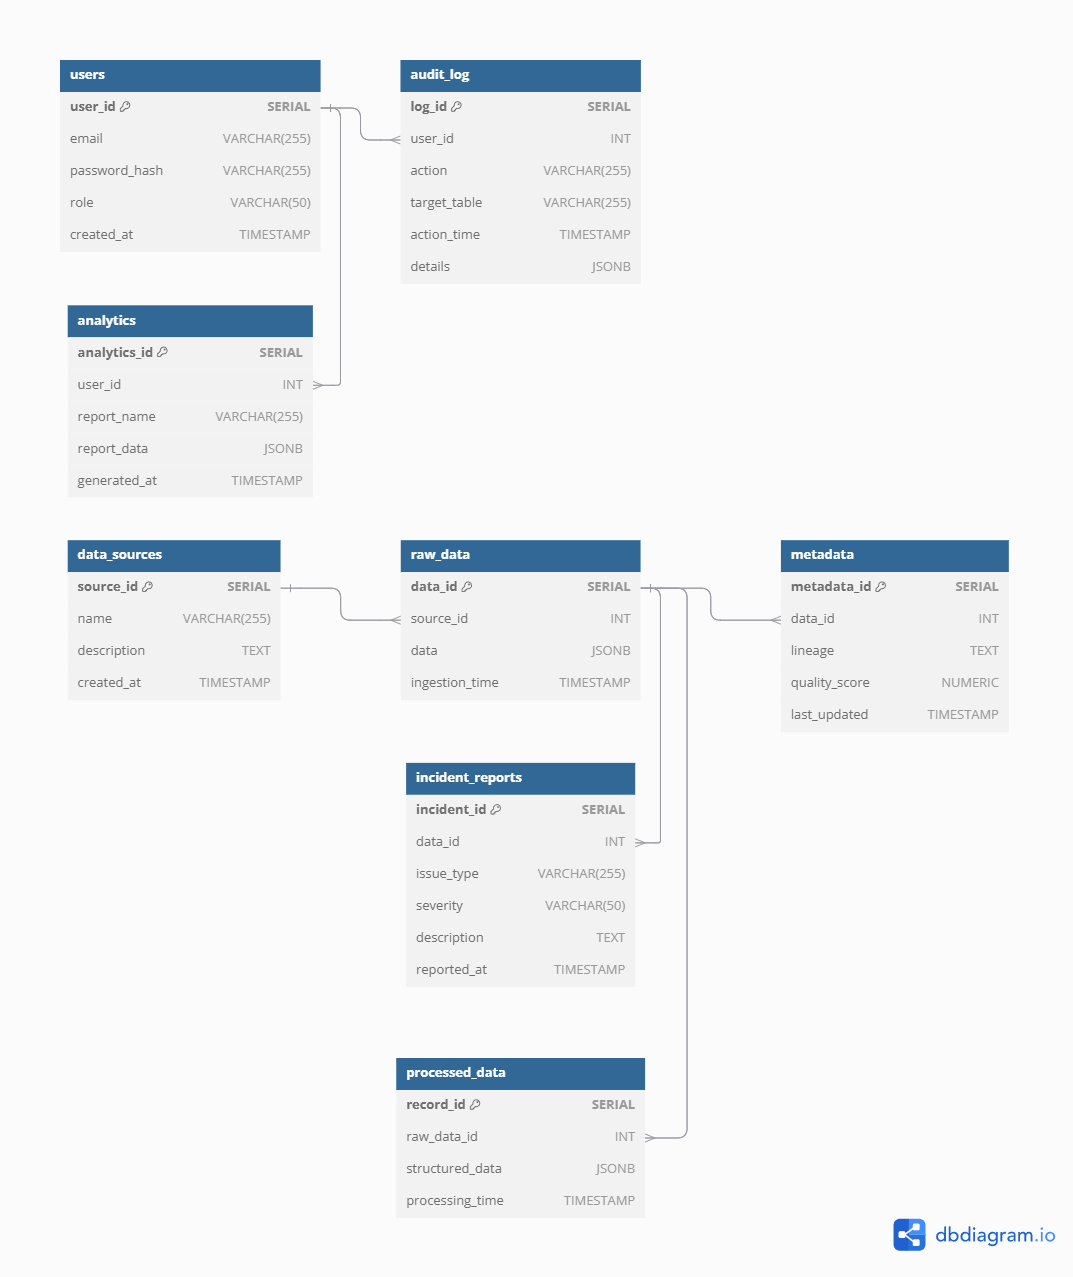 users
user_id SERIAL
email VARCHAR(255)
password_hash VARCHAR(255)
role VARCHAR(50)
created_at TIMESTAMP
audit_log
log_id SERIAL
user_id INT
action VARCHAR(255)
target_table VARCHAR(255)
action_time TIMESTAMP
details JSONB
analytics
analytics_id SERIAL
user_id INT
report_name VARCHAR(255)
report_data JSONB
generated_at TIMESTAMP
data_sources
source_id SERIAL
name VARCHAR(255)
description TEXT
created_at TIMESTAMP
raw_data
data_id SERIAL
source_id INT
data JSONB
ingestion_time TIMESTAMP
metadata
metadata_id SERIAL
data_id INT
lineage TEXT
quality_score NUMERIC
last_updated TIMESTAMP
incident_reports
incident_id SERIAL
data_id INT
issue_type VARCHAR(255)
severity VARCHAR(50)
description TEXT
reported_at TIMESTAMP
processed_data
record_id SERIAL
raw_data_id INT
structured_data JSONB
processing_time TIMESTAMP
dbdiagram.io